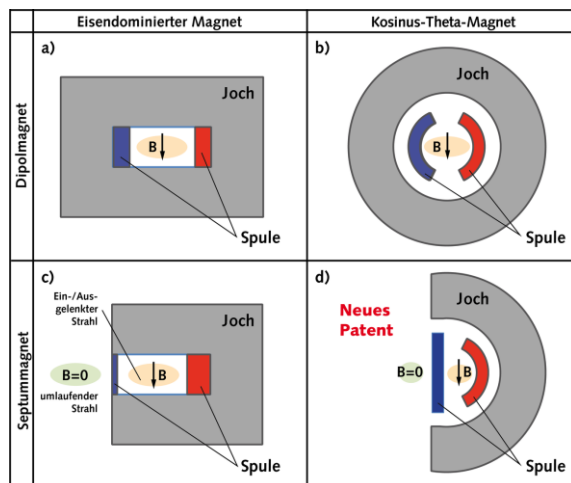 Eisendominierter Magnet
Kosinus-Theta-Magnet
Dipolmagnet
a)
Joch
B
Spule
b)
Joch
B
Spule
Septummagnet
c)
Ein-/Aus-
gelenkter
Strahl
Joch
B=0
B
umlaufender
Strahl
Spule
d)
Neues
Patent
Joch
B=0
B
Spule